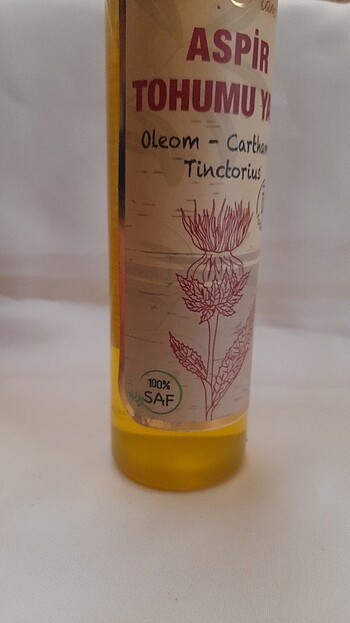 ASPİR
TOHUMU
Oleom - Cartham
Tinctorius
100%
SAF